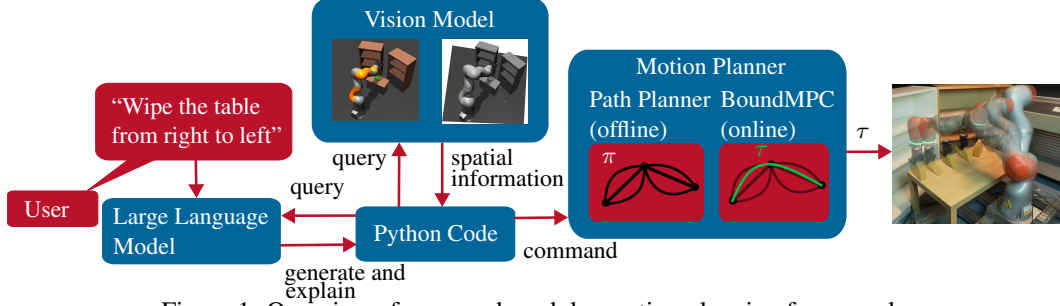 Vision Model
Motion Planner
Path Planner
(offline)
π
BoundMPC
(online)
τ
τ
“Wipe the table
from right to left”
User
Large Language
Model
query
query
spatial
information
Python Code
generate and
explain
command